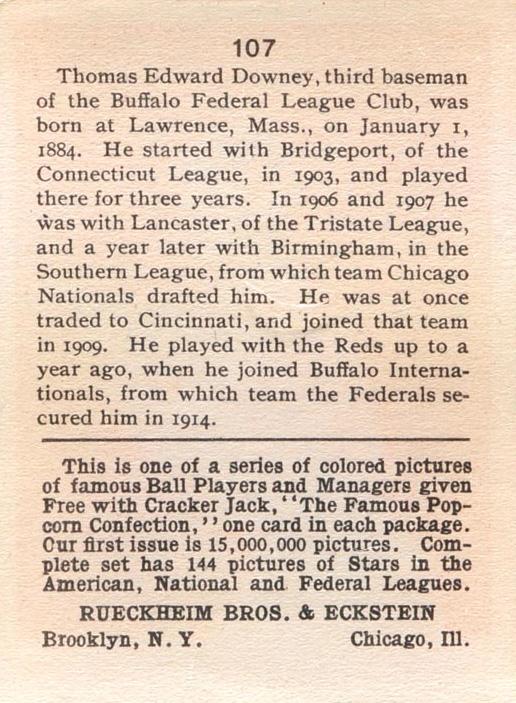 107
Thomas Edward Downey, third baseman
of the Buffalo Federal League Club, was
born at Lawrence, Mass., on January 1,
1884. He started with Bridgeport, of the
Connecticut League, in 1903, and played
there for three years. In 1906 and 1907 he
was with Lancaster, of the Tristate League,
and a year later with Birmingham, in the
Southern League, from which team Chicago
Nationals drafted him. He was at once
traded to Cincinnati, and joined that team
in 1909. He played with the Reds up to a
year ago, when he joined Buffalo Interna-
tionals, from which team the Federals se-
cured him in 1914.
This is one of a series of colored pictures
of famous Ball Players and Managers given
Free with Cracker Jack, "The Famous Pop-
corn Confection," one card in each package.
Our first issue is 15,000,000 pictures. Com-
plete set has 144 pictures of Stars in the
American, National and Federal Leagues.
RUECKHEIM BROS. & ECKSTEIN
Brooklyn, N. Y. Chicago, Ill.